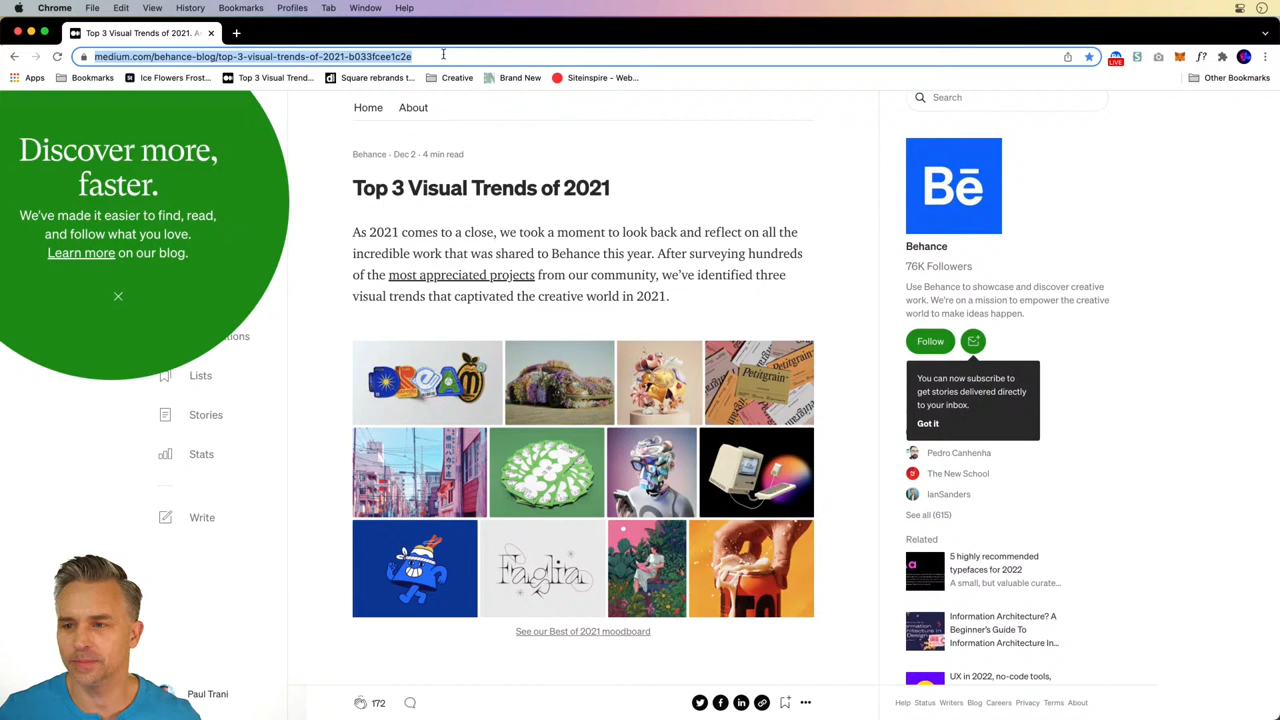 Chrome File Edit View History Bookmarks Profiles Tab Window Help
Top 3 Visual Trends of 2021. A
medium.com/behance-blog/top-3-visual-trends-of-2021-b033fcee1c2e
LIVE
f?
Apps Bookmarks St Ice Flowers Frost... Top 3 Visual Trend... d| Square rebrands t... Creative Brand New Siteinspire – Web... Other Bookmarks
Discover more,
faster.
We've made it easier to find, read,
and follow what you love.
Learn more on our blog.
Lists
Stories
Stats
Write
Paul Trani
Home About
Behance · Dec 2 · 4 min read
Top 3 Visual Trends of 2021
As 2021 comes to a close, we took a moment to look back and reflect on all the
incredible work that was shared to Behance this year. After surveying hundreds
of the most appreciated projects from our community, we've identified three
visual trends that captivated the creative world in 2021.
DREAM
Petitgrain
Faglia
See our Best of 2021 moodboard
172
Search
Bē
Behance
76K Followers
Use Behance to showcase and discover creative
work. We're on a mission to empower the creative
world to make ideas happen.
Follow
You can now subscribe to
get stories delivered directly
to your inbox.
Got it
Pedro Canhenha
The New School
IanSanders
See all (615)
Related
5 highly recommended
typefaces for 2022
A small, but valuable curate...
Information Architecture? A
Beginner's Guide To
Information Architecture In...
UX in 2022, no-code tools,
Help Status Writers Blog Careers Privacy Terms About